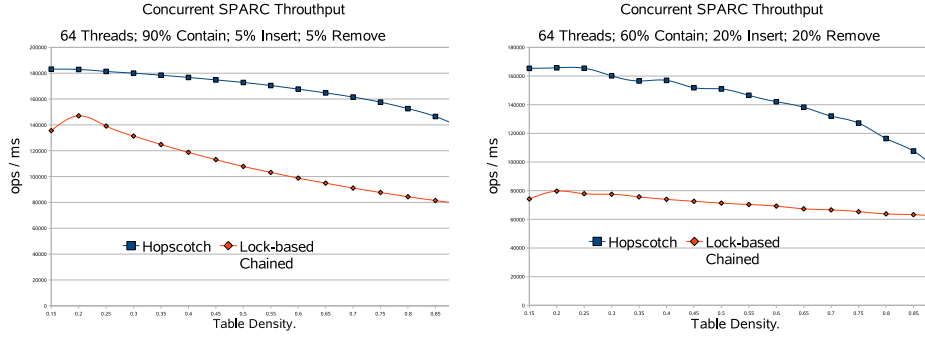 Concurrent SPARC Throuthput
64 Threads; 90% Contain; 5% Insert; 5% Remove
200000
180000
160000
140000
120000
100000
80000
60000
40000
20000
0
ops / ms
Hopscotch
Lock-based
Chained
0.15 0.2 0.25 0.3 0.35 0.4 0.45 0.5 0.55 0.6 0.65 0.7 0.75 0.8 0.85
Table Density.
Concurrent SPARC Throuthput
64 Threads; 60% Contain; 20% Insert; 20% Remove
180000
160000
140000
120000
100000
80000
60000
40000
20000
0
ops / ms
Hopscotch
Lock-based
Chained
0.15 0.2 0.25 0.3 0.35 0.4 0.45 0.5 0.55 0.6 0.65 0.7 0.75 0.8 0.85
Table Density.